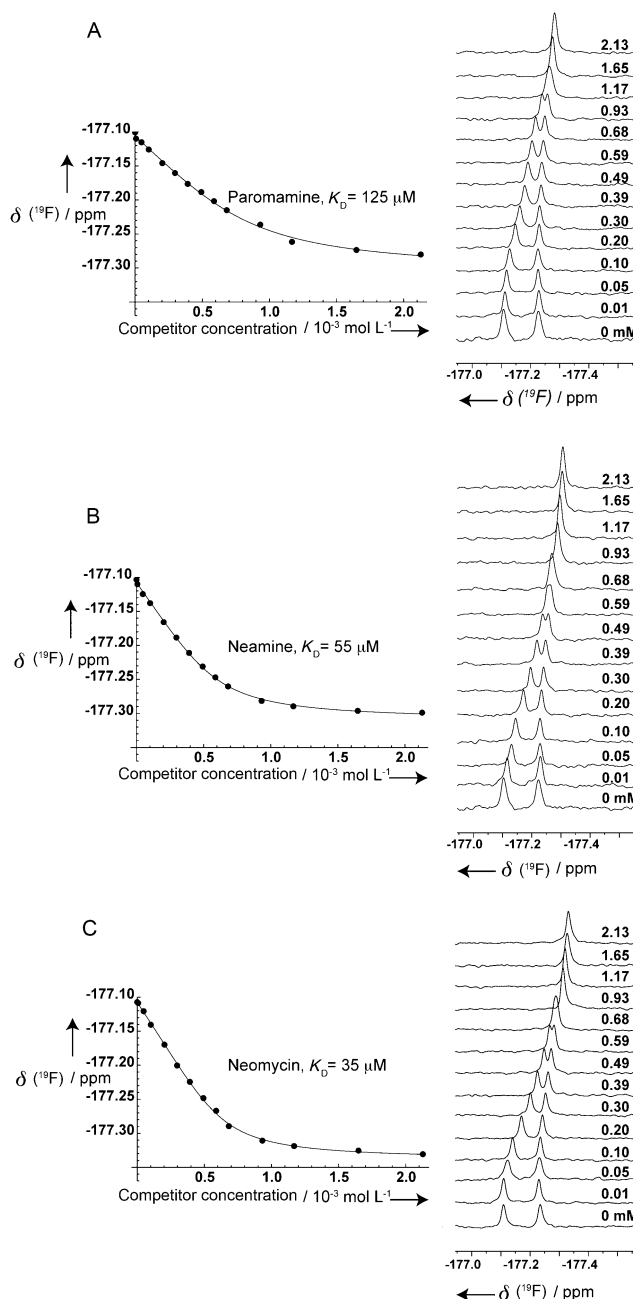 A
-177.10
-177.15
-177.20
-177.25
-177.30
δ (¹⁹F) / ppm
Paromamine, K_D= 125 µM
0.5 1.0 1.5 2.0
Competitor concentration / 10⁻³ mol L⁻¹
2.13
1.65
1.17
0.93
0.68
0.59
0.49
0.39
0.30
0.20
0.10
0.05
0.01
0 mM
-177.0 -177.2 -177.4
δ (¹⁹F) / ppm
B
-177.10
-177.15
-177.20
-177.25
-177.30
δ (¹⁹F) / ppm
Neamine, K_D= 55 µM
0.5 1.0 1.5 2.0
Competitor concentration / 10⁻³ mol L⁻¹
2.13
1.65
1.17
0.93
0.68
0.59
0.49
0.39
0.30
0.20
0.10
0.05
0.01
0 mM
-177.0 -177.2 -177.4
δ (¹⁹F) / ppm
C
-177.10
-177.15
-177.20
-177.25
-177.30
δ (¹⁹F) / ppm
Neomycin, K_D= 35 µM
0.5 1.0 1.5 2.0
Competitor concentration / 10⁻³ mol L⁻¹
2.13
1.65
1.17
0.93
0.68
0.59
0.49
0.39
0.30
0.20
0.10
0.05
0.01
0 mM
-177.0 -177.2 -177.4
δ (¹⁹F) / ppm